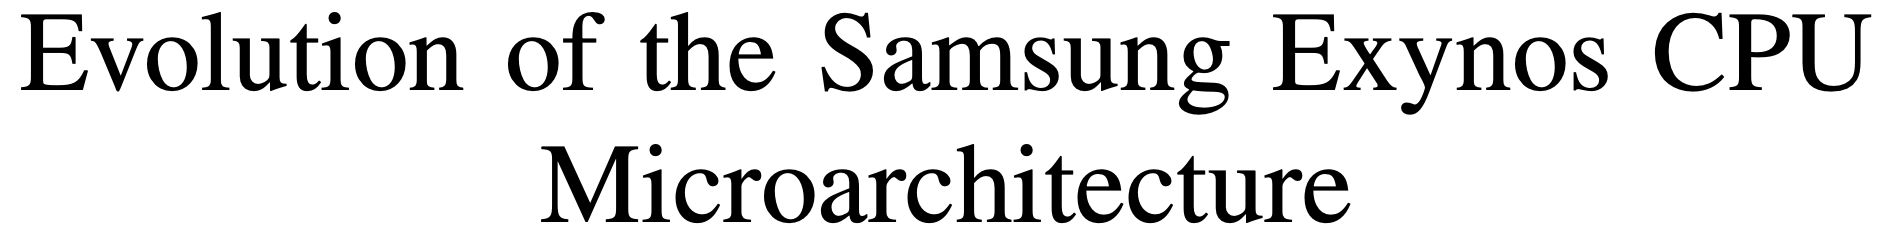 Evolution of the Samsung Exynos CPU
Microarchitecture